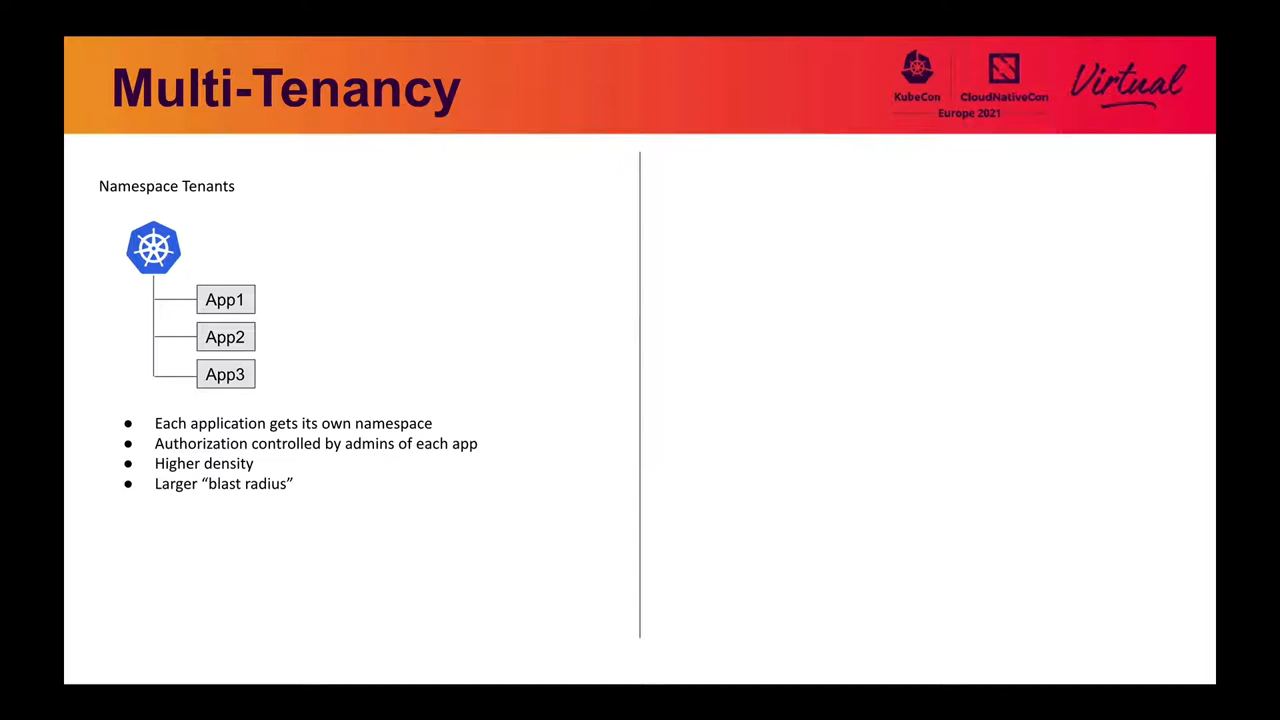 Multi-Tenancy
KubeCon
CloudNativeCon
Europe 2021
Virtual
Namespace Tenants
App1
App2
App3
● Each application gets its own namespace
● Authorization controlled by admins of each app
● Higher density
● Larger “blast radius”